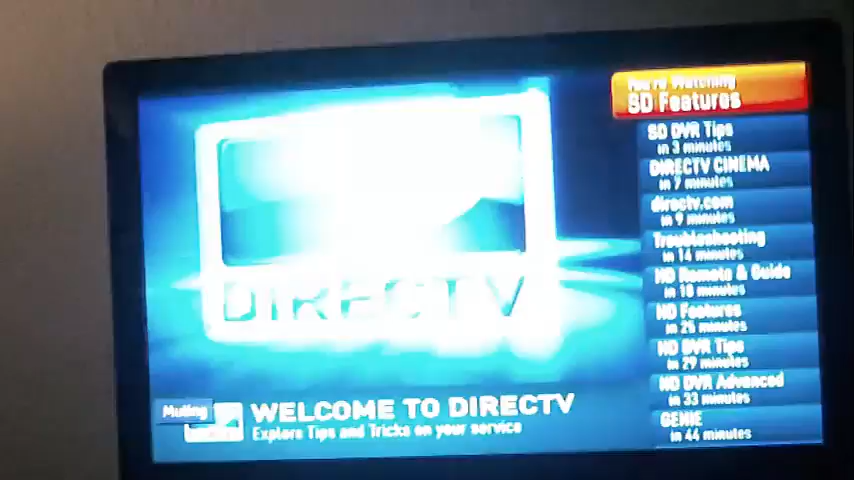 You're Watching
SD Features
SD DVR Tips
in 3 minutes
DIRECTV CINEMA
in 7 minutes
directv.com
in 9 minutes
Troubleshooting
in 14 minutes
HD Remote & Guide
in 18 minutes
HD Features
in 25 minutes
HD DVR Tips
in 29 minutes
HD DVR Advanced
in 33 minutes
GENIE
in 44 minutes
DIRECTV
Muting
WELCOME TO DIRECTV
Explore Tips and Tricks on your service